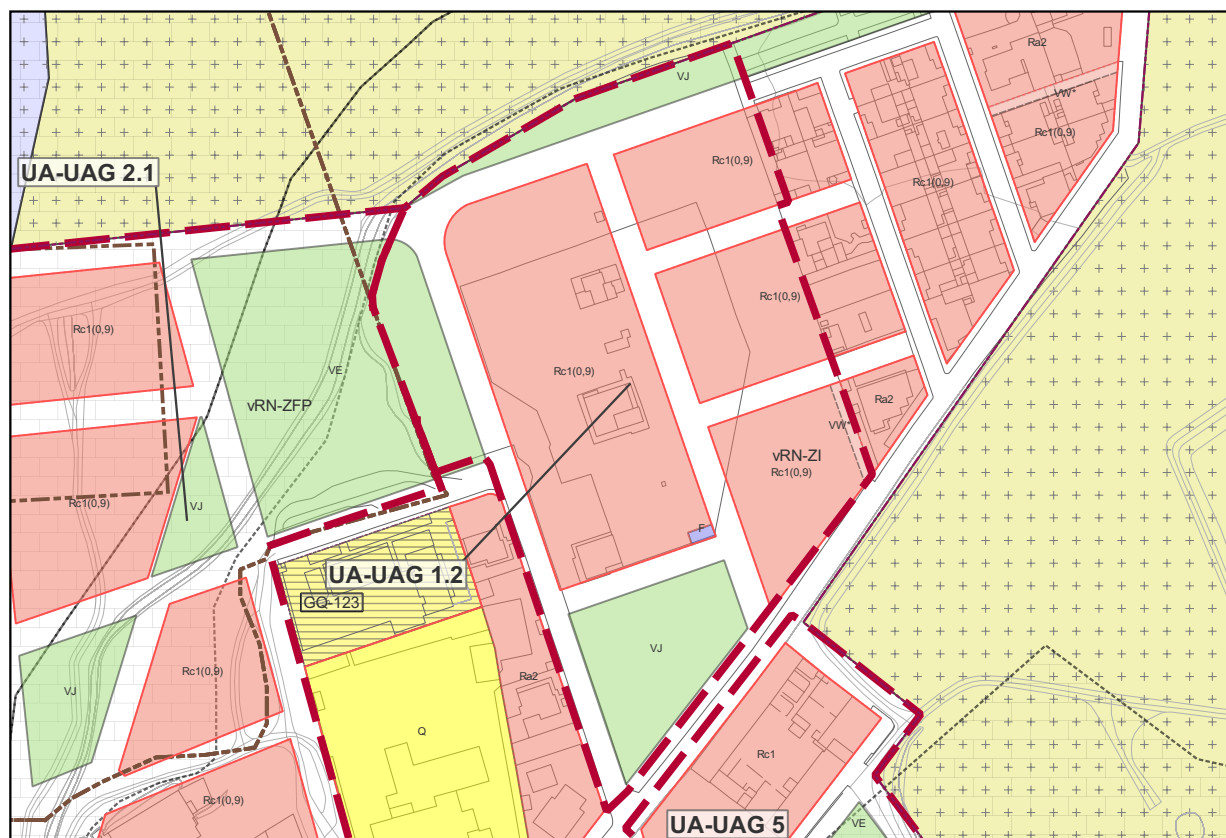 Ra2
VJ
VW*
Rc1(0,9)
Rc1(0,9)
UA-UAG 2.1
Rc1(0,9)
Rc1(0,9)
Rc1(0,9)
VE
Rc1(0,9)
Ra2
vRN-ZFP
VW*
vRN-ZI
Rc1(0,9)
Rc1(0,9)
VJ
F
UA-UAG 1.2
GQ-123
VJ
Rc1(0,9)
Ra2
VJ
Q
Rc1
Rc1(0,9)
UA-UAG 5
VE